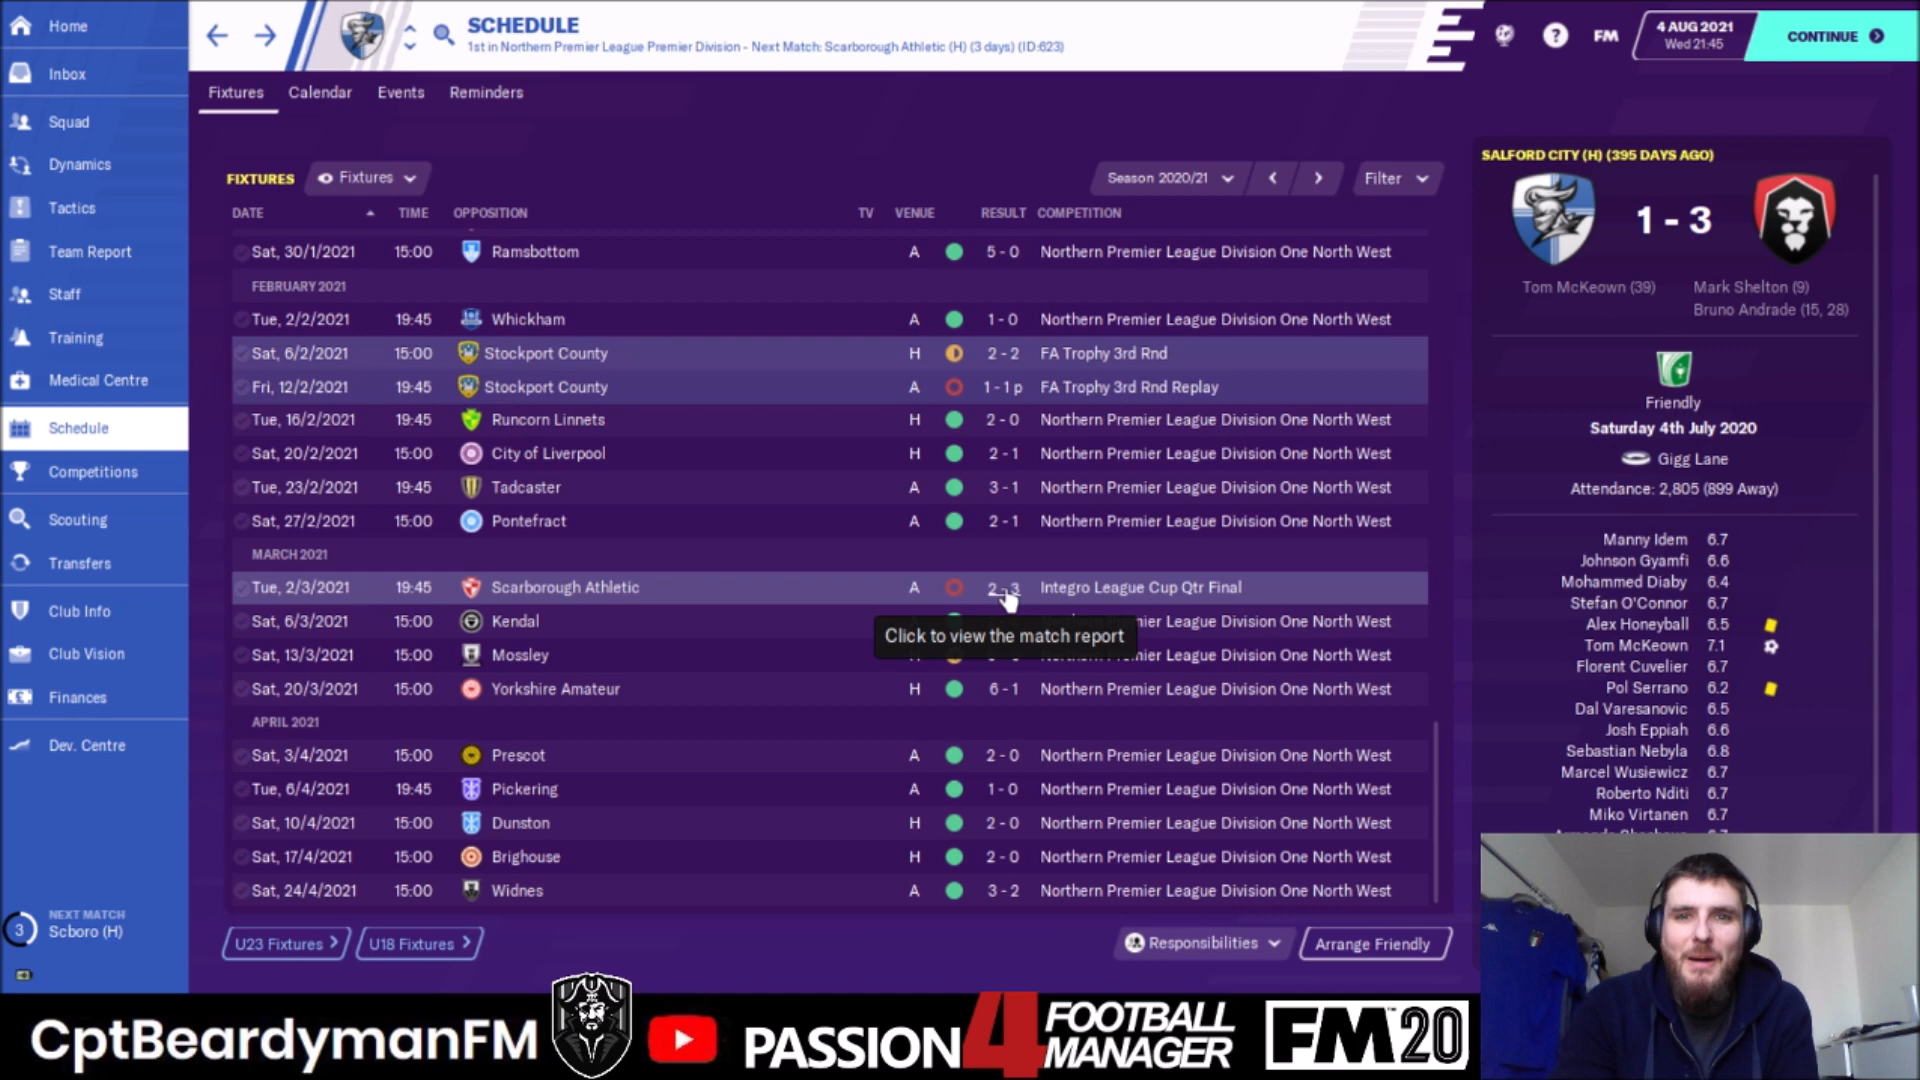 Home
Inbox
Squad
Dynamics
Tactics
Team Report
Staff
Training
Medical Centre
Schedule
Competitions
Scouting
Transfers
Club Info
Club Vision
Finances
Dev. Centre
NEXT MATCH
3 Scboro (H)
SCHEDULE
1st in Northern Premier League Premier Division - Next Match: Scarborough Athletic (H) (3 days) (ID:623)
? FM
4 AUG 2021
Wed 21:45
CONTINUE
Fixtures Calendar Events Reminders
FIXTURES Fixtures Season 2020/21 Filter
DATE TIME OPPOSITION TV VENUE RESULT COMPETITION
Sat, 30/1/2021 15:00 Ramsbottom A 5 - 0 Northern Premier League Division One North West
FEBRUARY 2021
Tue, 2/2/2021 19:45 Whickham A 1 - 0 Northern Premier League Division One North West
Sat, 6/2/2021 15:00 Stockport County H 2 - 2 FA Trophy 3rd Rnd
Fri, 12/2/2021 19:45 Stockport County A 1 - 1 p FA Trophy 3rd Rnd Replay
Tue, 16/2/2021 19:45 Runcorn Linnets H 2 - 0 Northern Premier League Division One North West
Sat, 20/2/2021 15:00 City of Liverpool H 2 - 1 Northern Premier League Division One North West
Tue, 23/2/2021 19:45 Tadcaster A 3 - 1 Northern Premier League Division One North West
Sat, 27/2/2021 15:00 Pontefract A 2 - 1 Northern Premier League Division One North West
MARCH 2021
Tue, 2/3/2021 19:45 Scarborough Athletic A 2 - 3 Integro League Cup Qtr Final
Sat, 6/3/2021 15:00 Kendal League Division One North West
Click to view the match report
Sat, 13/3/2021 15:00 Mossley League Division One North West
Sat, 20/3/2021 15:00 Yorkshire Amateur H 6 - 1 Northern Premier League Division One North West
APRIL 2021
Sat, 3/4/2021 15:00 Prescot A 2 - 0 Northern Premier League Division One North West
Tue, 6/4/2021 19:45 Pickering A 1 - 0 Northern Premier League Division One North West
Sat, 10/4/2021 15:00 Dunston H 2 - 0 Northern Premier League Division One North West
Sat, 17/4/2021 15:00 Brighouse H 2 - 0 Northern Premier League Division One North West
Sat, 24/4/2021 15:00 Widnes A 3 - 2 Northern Premier League Division One North West
U23 Fixtures U18 Fixtures Responsibilities Arrange Friendly
SALFORD CITY (H) (395 DAYS AGO)
1 - 3
Tom McKeown (39) Mark Shelton (9)
Bruno Andrade (15, 28)
Friendly
Saturday 4th July 2020
Gigg Lane
Attendance: 2,805 (899 Away)
Manny Idem 6.7
Johnson Gyamfi 6.6
Mohammed Diaby 6.4
Stefan O'Connor 6.7
Alex Honeyball 6.5
Tom McKeown 7.1
Florent Cuvelier 6.7
Pol Serrano 6.2
Dal Varesanovic 6.5
Josh Eppiah 6.6
Sebastian Nebyla 6.8
Marcel Wusiewicz 6.7
Roberto Nditi 6.7
Miko Virtanen 6.7
CptBeardymanFM PASSION 4 FOOTBALL MANAGER FM20